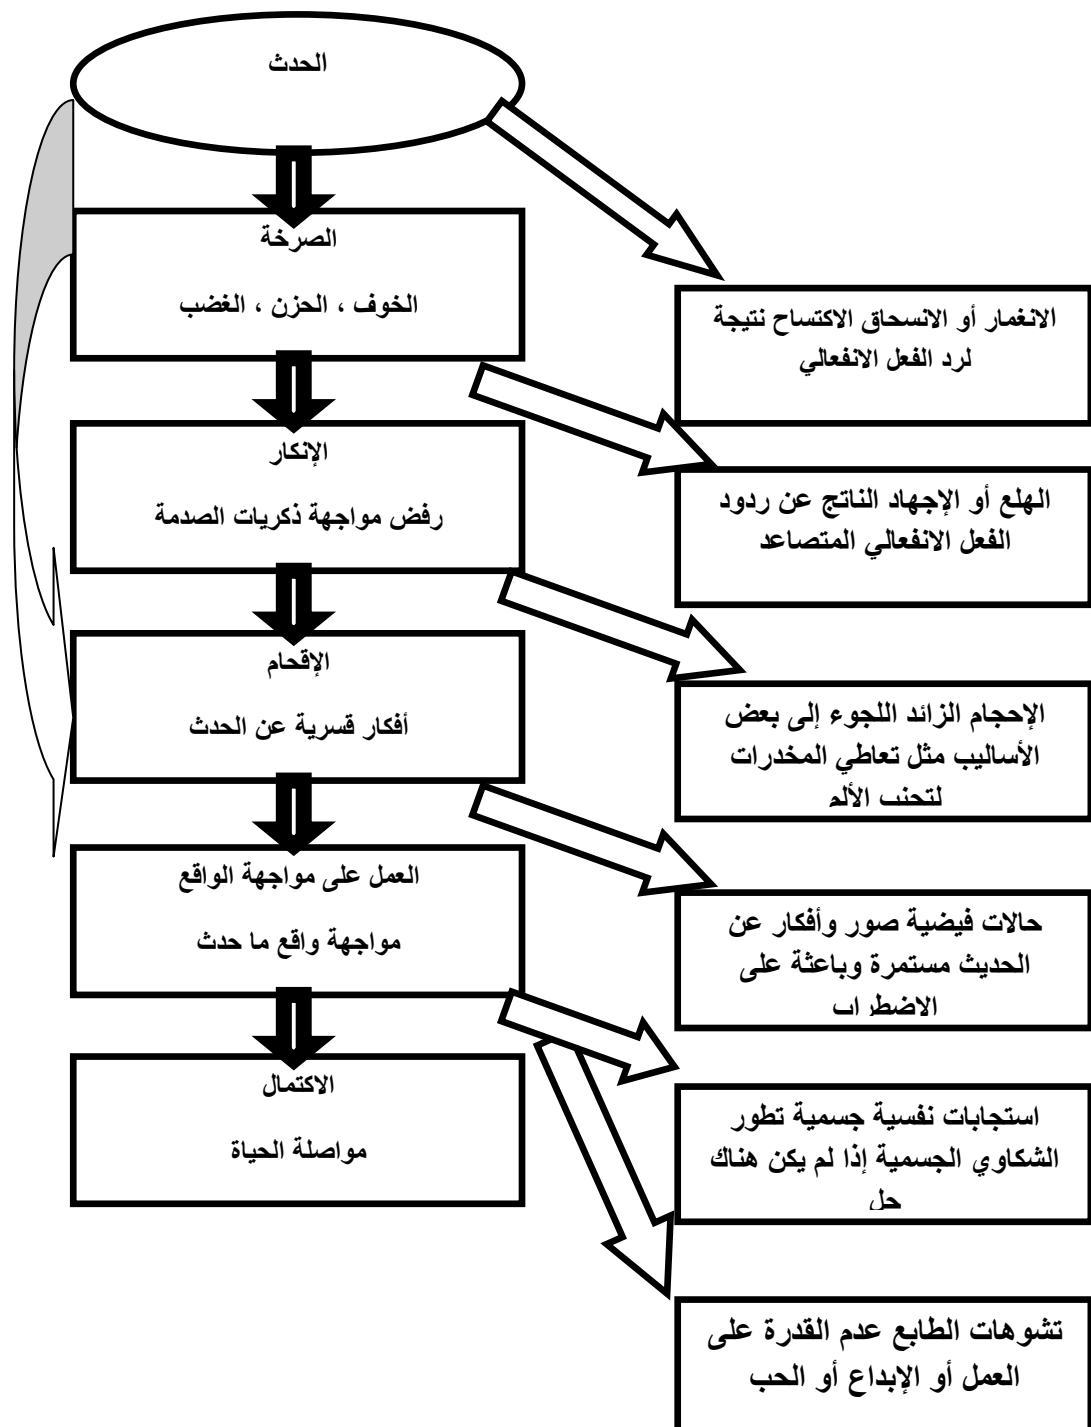 الحدث
الصرخة
الخوف ، الحزن ، الغضب
الانغمار أو الانسحاق الاكتساح نتيجة
لرد الفعل الانفعالي
الإنكار
رفض مواجهة ذكريات الصدمة
الهلع أو الإجهاد الناتج عن ردود
الفعل الانفعالي المتصاعد
الإقحام
أفكار قسرية عن الحدث
الإحجام الزائد اللجوء إلى بعض
الأساليب مثل تعاطي المخدرات
لتجنب الألم
العمل على مواجهة الواقع
مواجهة واقع ما حدث
حالات فيضية صور وأفكار عن
الحديث مستمرة وباعثة على
الاضطراب
الاكتمال
مواصلة الحياة
استجابات نفسية جسمية تطور
الشكاوي الجسمية إذا لم يكن هناك
حل
تشوهات الطابع عدم القدرة على
العمل أو الإبداع أو الحب